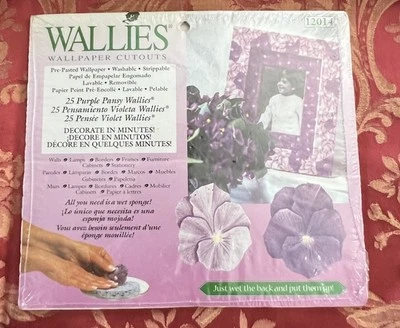 12014
WALLIES
WALLPAPER CUTOUTS
Pre-Pasted Wallpaper • Washable • Strippable
Papel de Empapelar Engomado
Lavable • Removible
Papier Peint Pré-Encollé • Lavable • Pelable
25 Purple Pansy Wallies®
25 Pensamiento Violeta Wallies®
25 Pensée Violet Wallies®
DECORATE IN MINUTES!
¡DECORE EN MINUTOS!
DÉCORE EN QUELQUES MINUTES!
Walls • Lamps • Borders • Frames • Furniture
Cabinets • Stationery
Paredes • Lámparas • Bordes • Marcos • Muebles
Gabinetes • Papelería
Murs • Lampes • Bordures • Cadres • Mobilier
Cabinets • Papier à lettres
All you need is a wet sponge!
¡Lo único que necesita es una
esponja mojada!
Vous avez besoin seulement d'une
éponge mouillée!
Just wet the back and put them up!